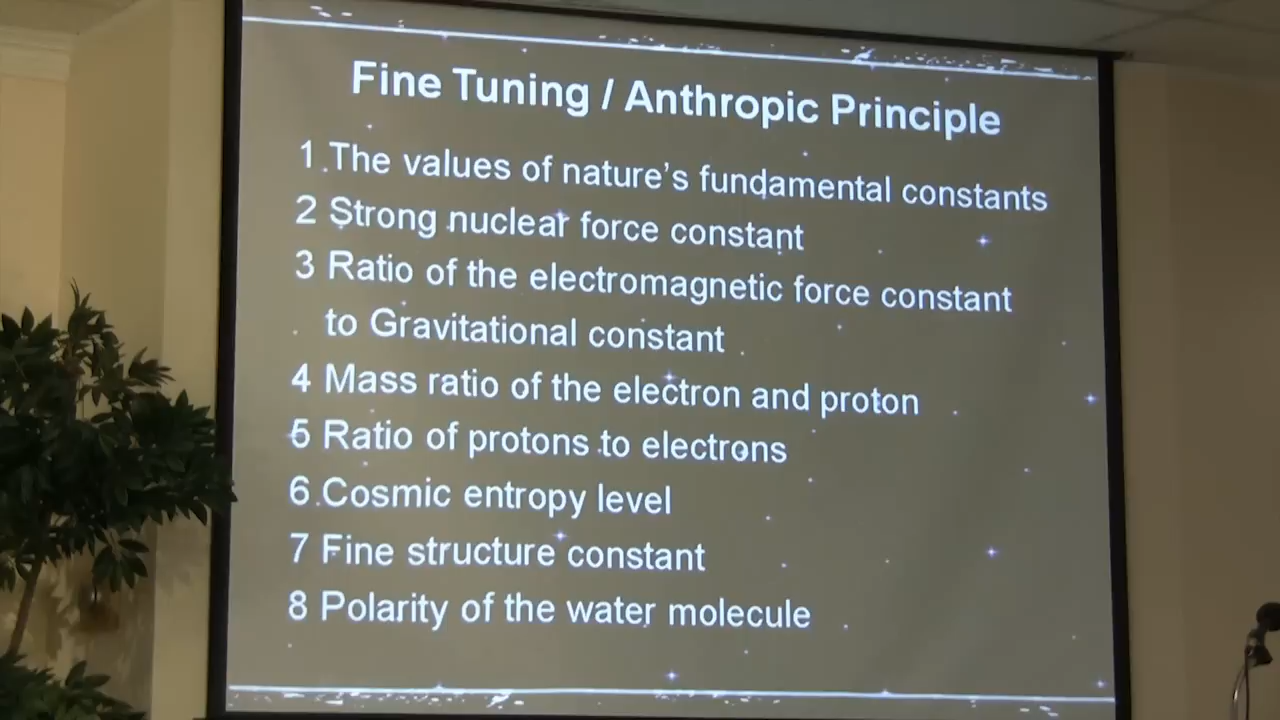 Fine Tuning / Anthropic Principle
1.The values of nature's fundamental constants
2 Strong nuclear force constant
3 Ratio of the electromagnetic force constant
to Gravitational constant
4 Mass ratio of the electron and proton
5 Ratio of protons to electrons
6 Cosmic entropy level
7 Fine structure constant
8 Polarity of the water molecule